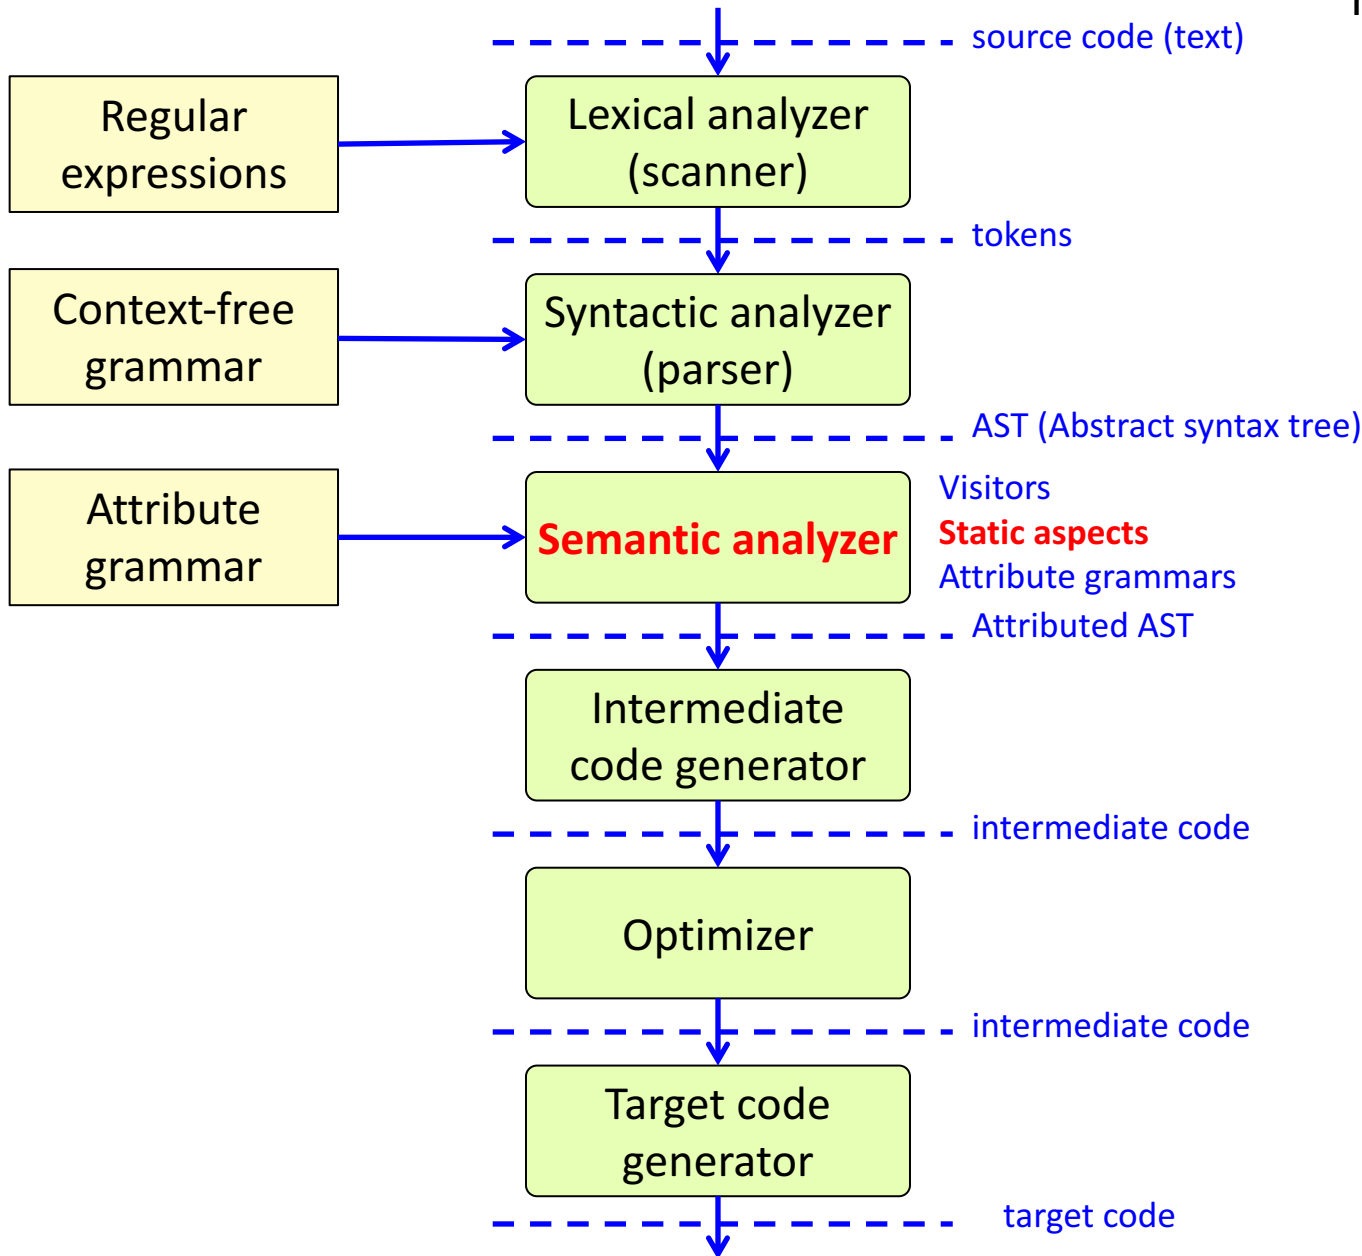 source code (text)
Regular
expressions
Lexical analyzer
(scanner)
tokens
Context-free
grammar
Syntactic analyzer
(parser)
AST (Abstract syntax tree)
Attribute
grammar
Semantic analyzer
Visitors
Static aspects
Attribute grammars
Attributed AST
Intermediate
code generator
intermediate code
Optimizer
intermediate code
Target code
generator
target code